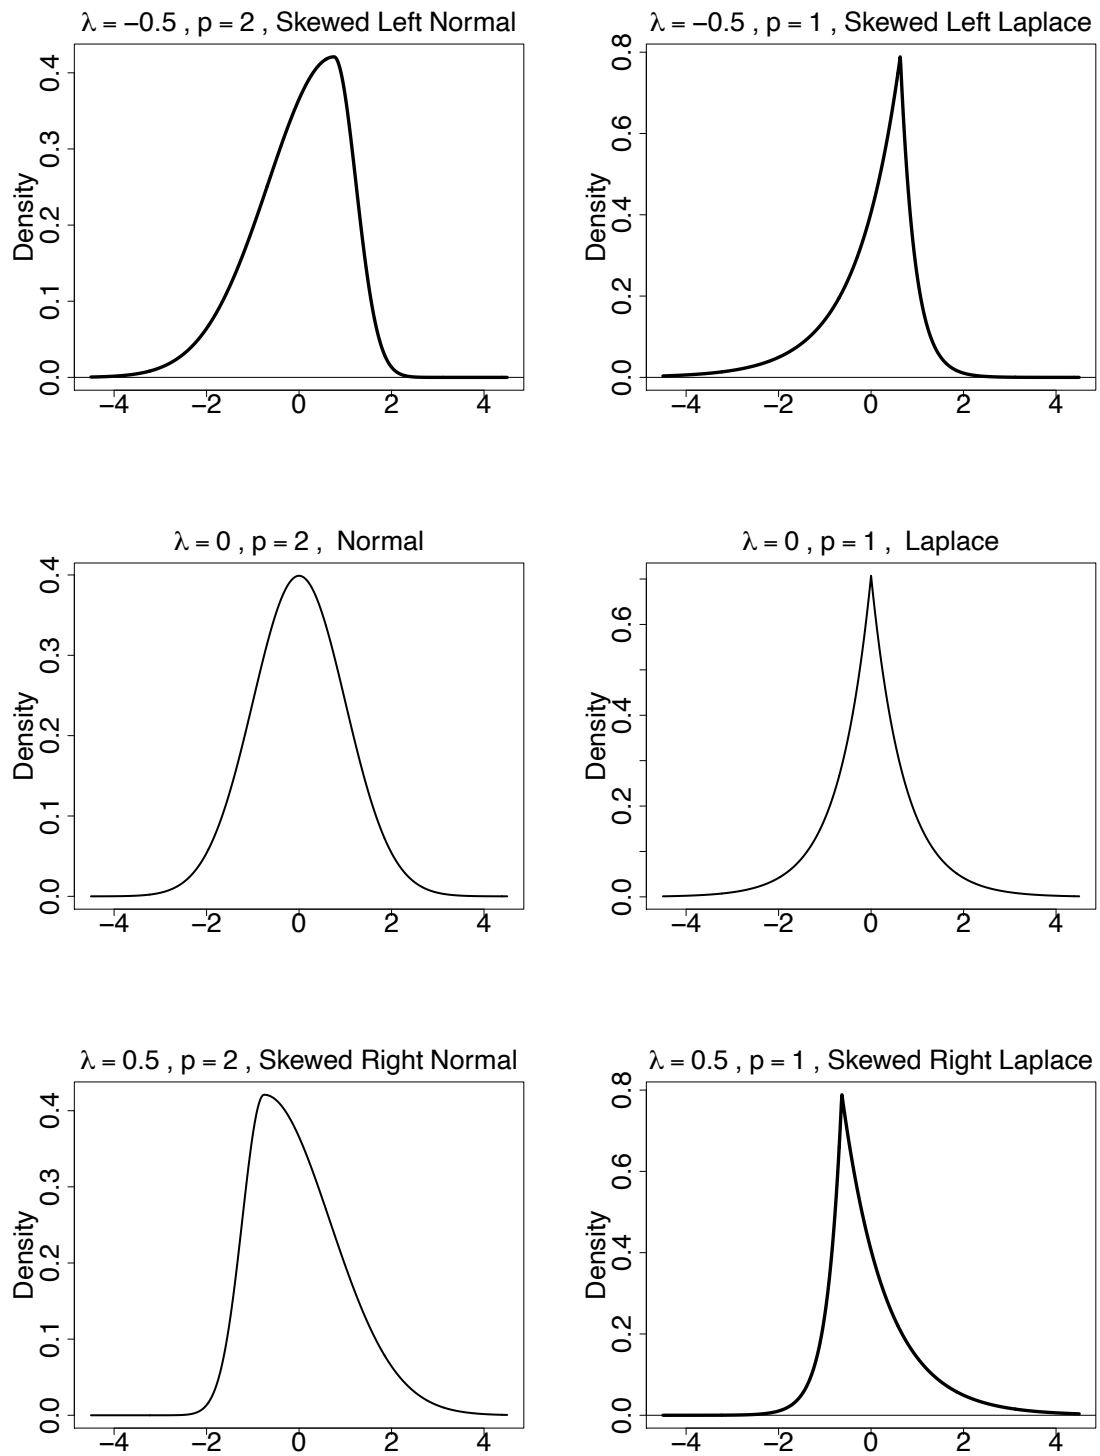 λ = −0.5 , p = 2 , Skewed Left Normal
Density
0.0 0.1 0.2 0.3 0.4
−4 −2 0 2 4
λ = −0.5 , p = 1 , Skewed Left Laplace
Density
0.0 0.2 0.4 0.6 0.8
−4 −2 0 2 4
λ = 0 , p = 2 , Normal
Density
0.0 0.1 0.2 0.3 0.4
−4 −2 0 2 4
λ = 0 , p = 1 , Laplace
Density
0.0 0.2 0.4 0.6
−4 −2 0 2 4
λ = 0.5 , p = 2 , Skewed Right Normal
Density
0.0 0.1 0.2 0.3 0.4
−4 −2 0 2 4
λ = 0.5 , p = 1 , Skewed Right Laplace
Density
0.0 0.2 0.4 0.6 0.8
−4 −2 0 2 4